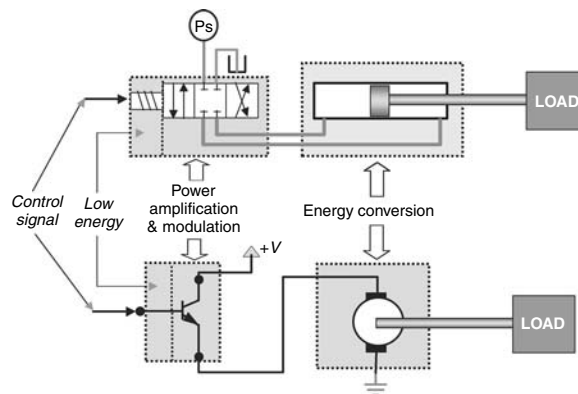 Ps
LOAD
Control
signal
Low
energy
Power
amplification
& modulation
Energy conversion
+V
LOAD